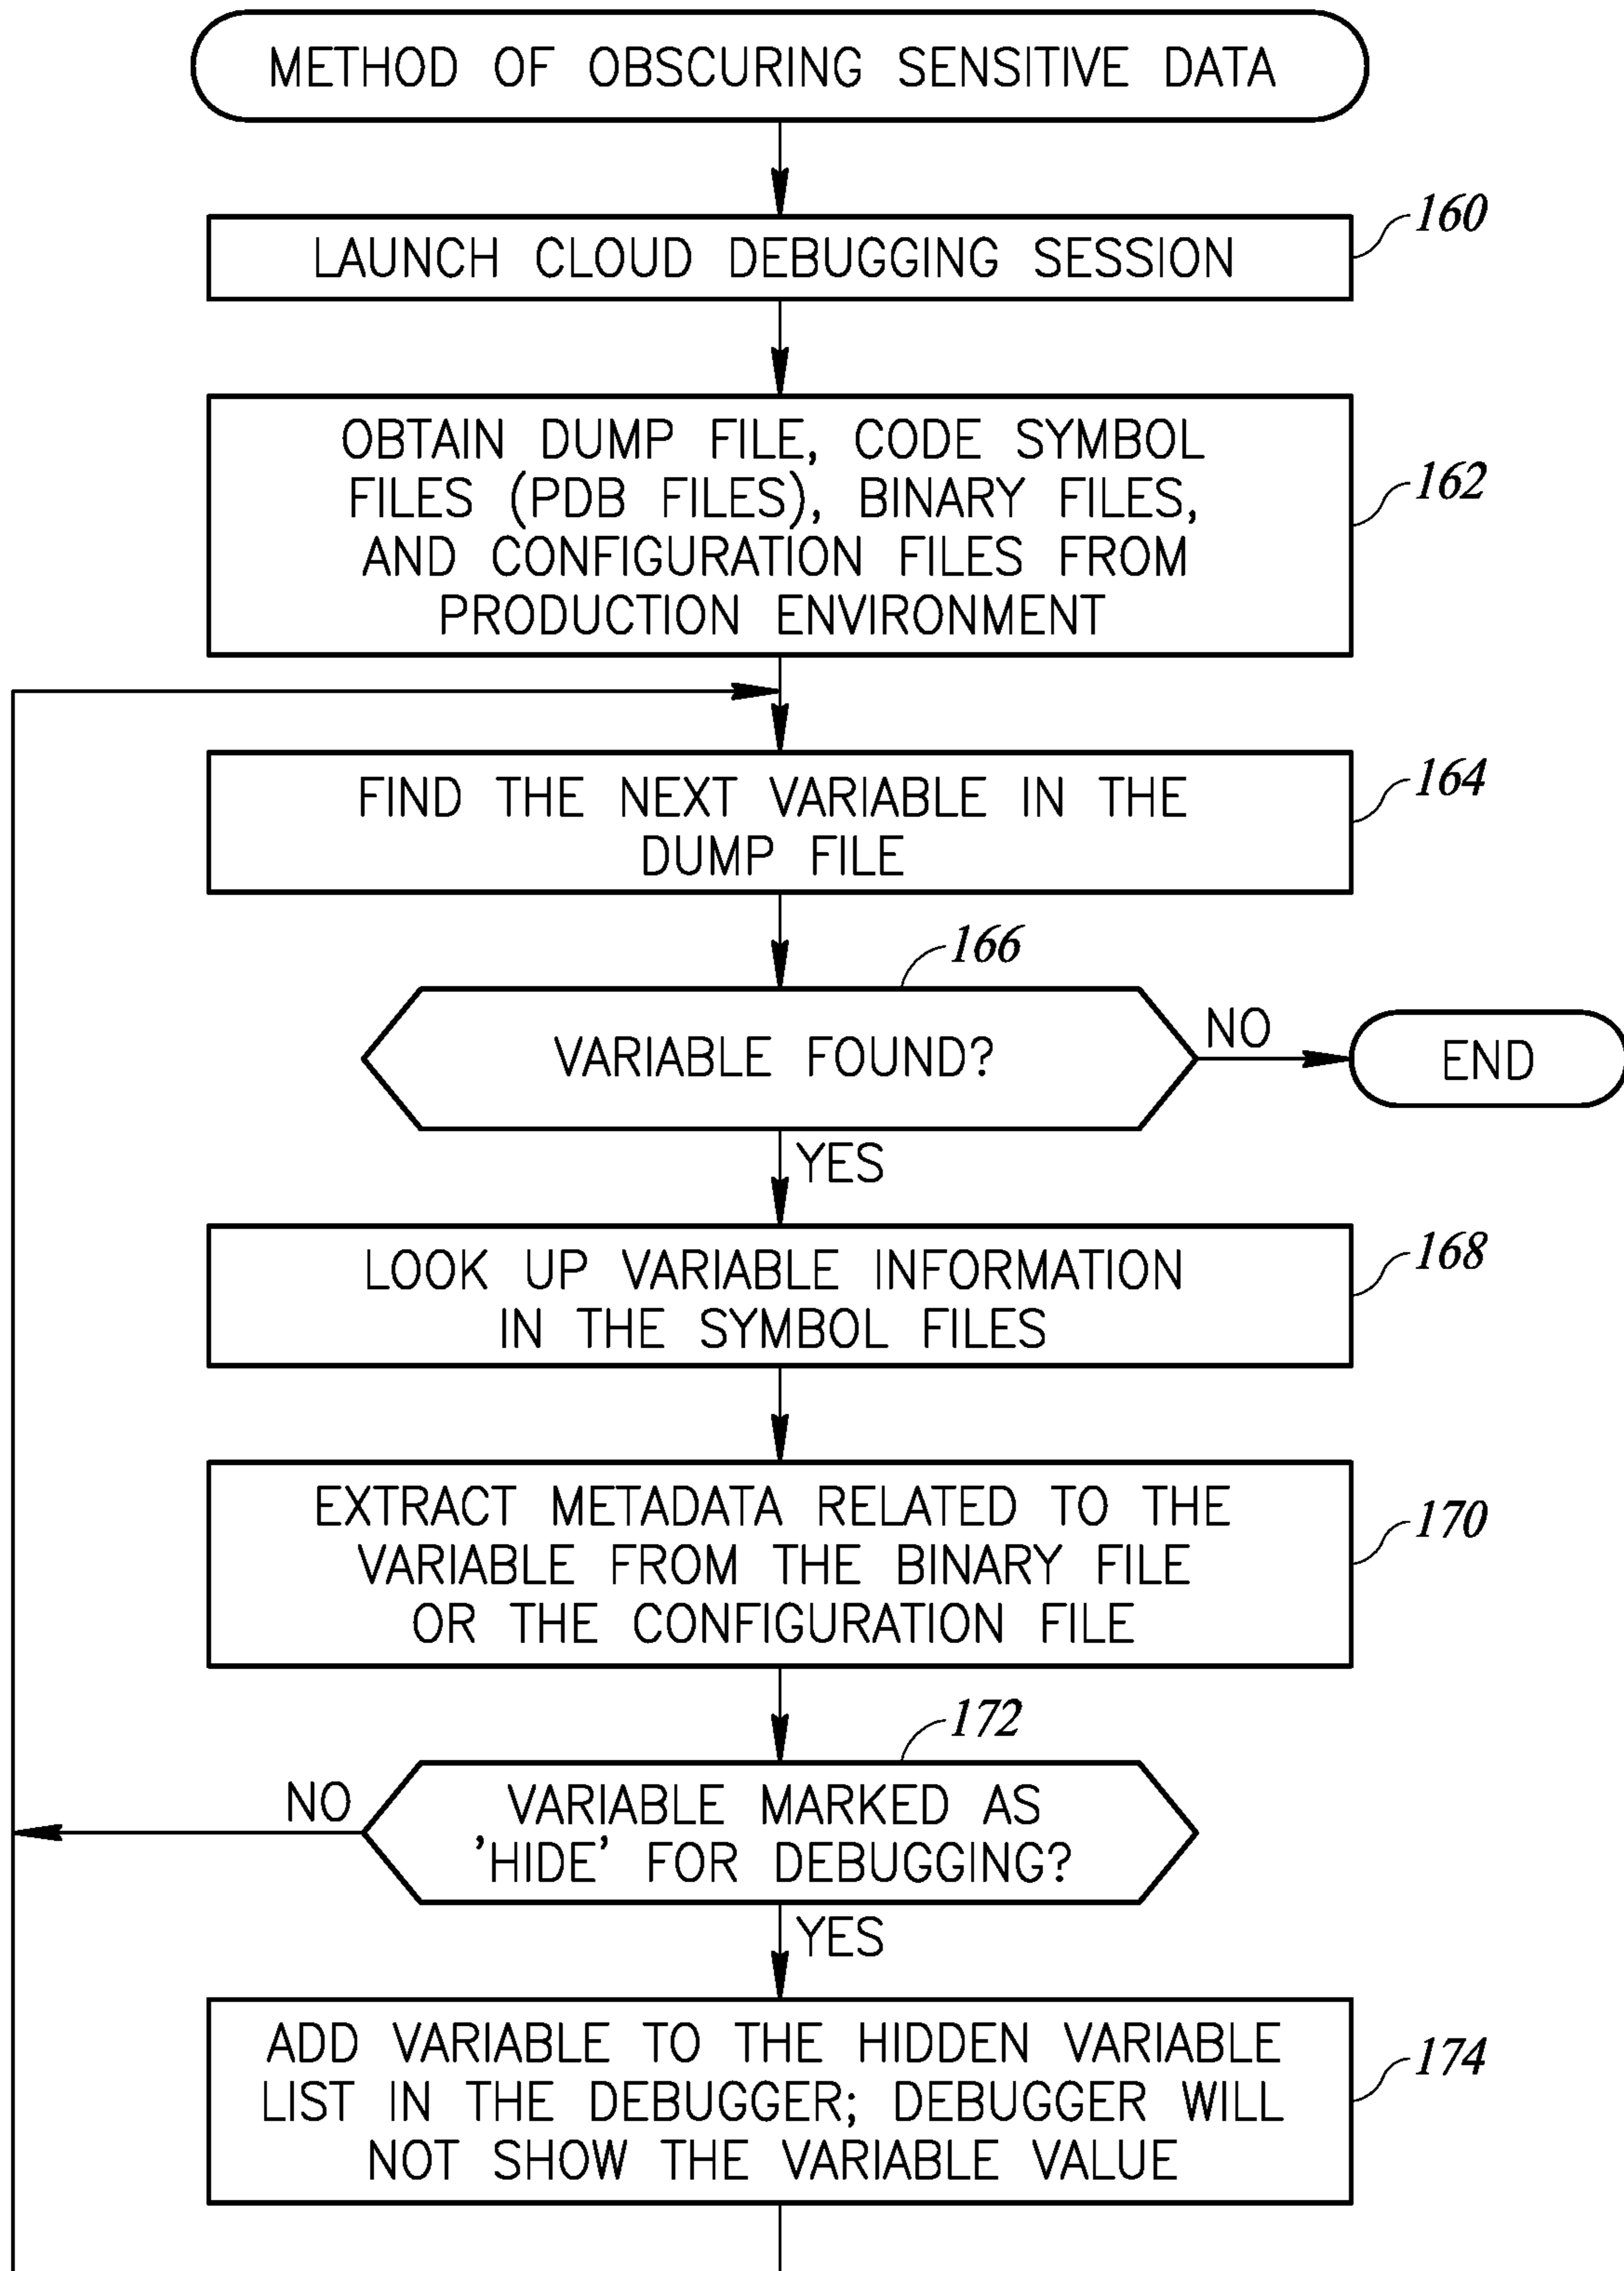 METHOD OF OBSCURING SENSITIVE DATA
160
LAUNCH CLOUD DEBUGGING SESSION
OBTAIN DUMP FILE, CODE SYMBOL
FILES (PDB FILES), BINARY FILES,
AND CONFIGURATION FILES FROM
PRODUCTION ENVIRONMENT
162
FIND THE NEXT VARIABLE IN THE
DUMP FILE
164
166
VARIABLE FOUND?
NO
END
YES
LOOK UP VARIABLE INFORMATION
IN THE SYMBOL FILES
168
EXTRACT METADATA RELATED TO THE
VARIABLE FROM THE BINARY FILE
OR THE CONFIGURATION FILE
170
172
VARIABLE MARKED AS
'HIDE' FOR DEBUGGING?
NO
YES
ADD VARIABLE TO THE HIDDEN VARIABLE
LIST IN THE DEBUGGER; DEBUGGER WILL
NOT SHOW THE VARIABLE VALUE
174